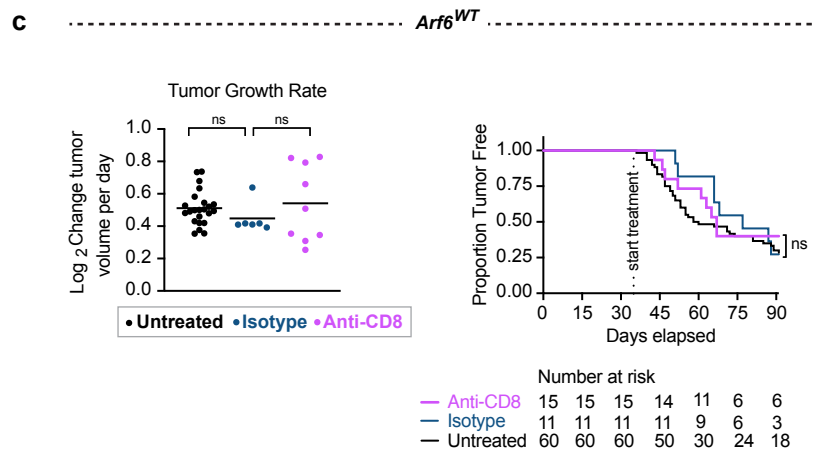 c
Arf6WT
Tumor Growth Rate
ns ns
Log 2 Change tumor
volume per day
1.0
0.8
0.6
0.4
0.2
0.0
Untreated Isotype Anti-CD8
Proportion Tumor Free
1.00
0.75
0.50
0.25
0.00
start treatment
ns
0 15 30 45 60 75 90
Days elapsed
Number at risk
Anti-CD8 15 15 15 14 11 6 6
Isotype 11 11 11 11 9 6 3
Untreated 60 60 60 50 30 24 18